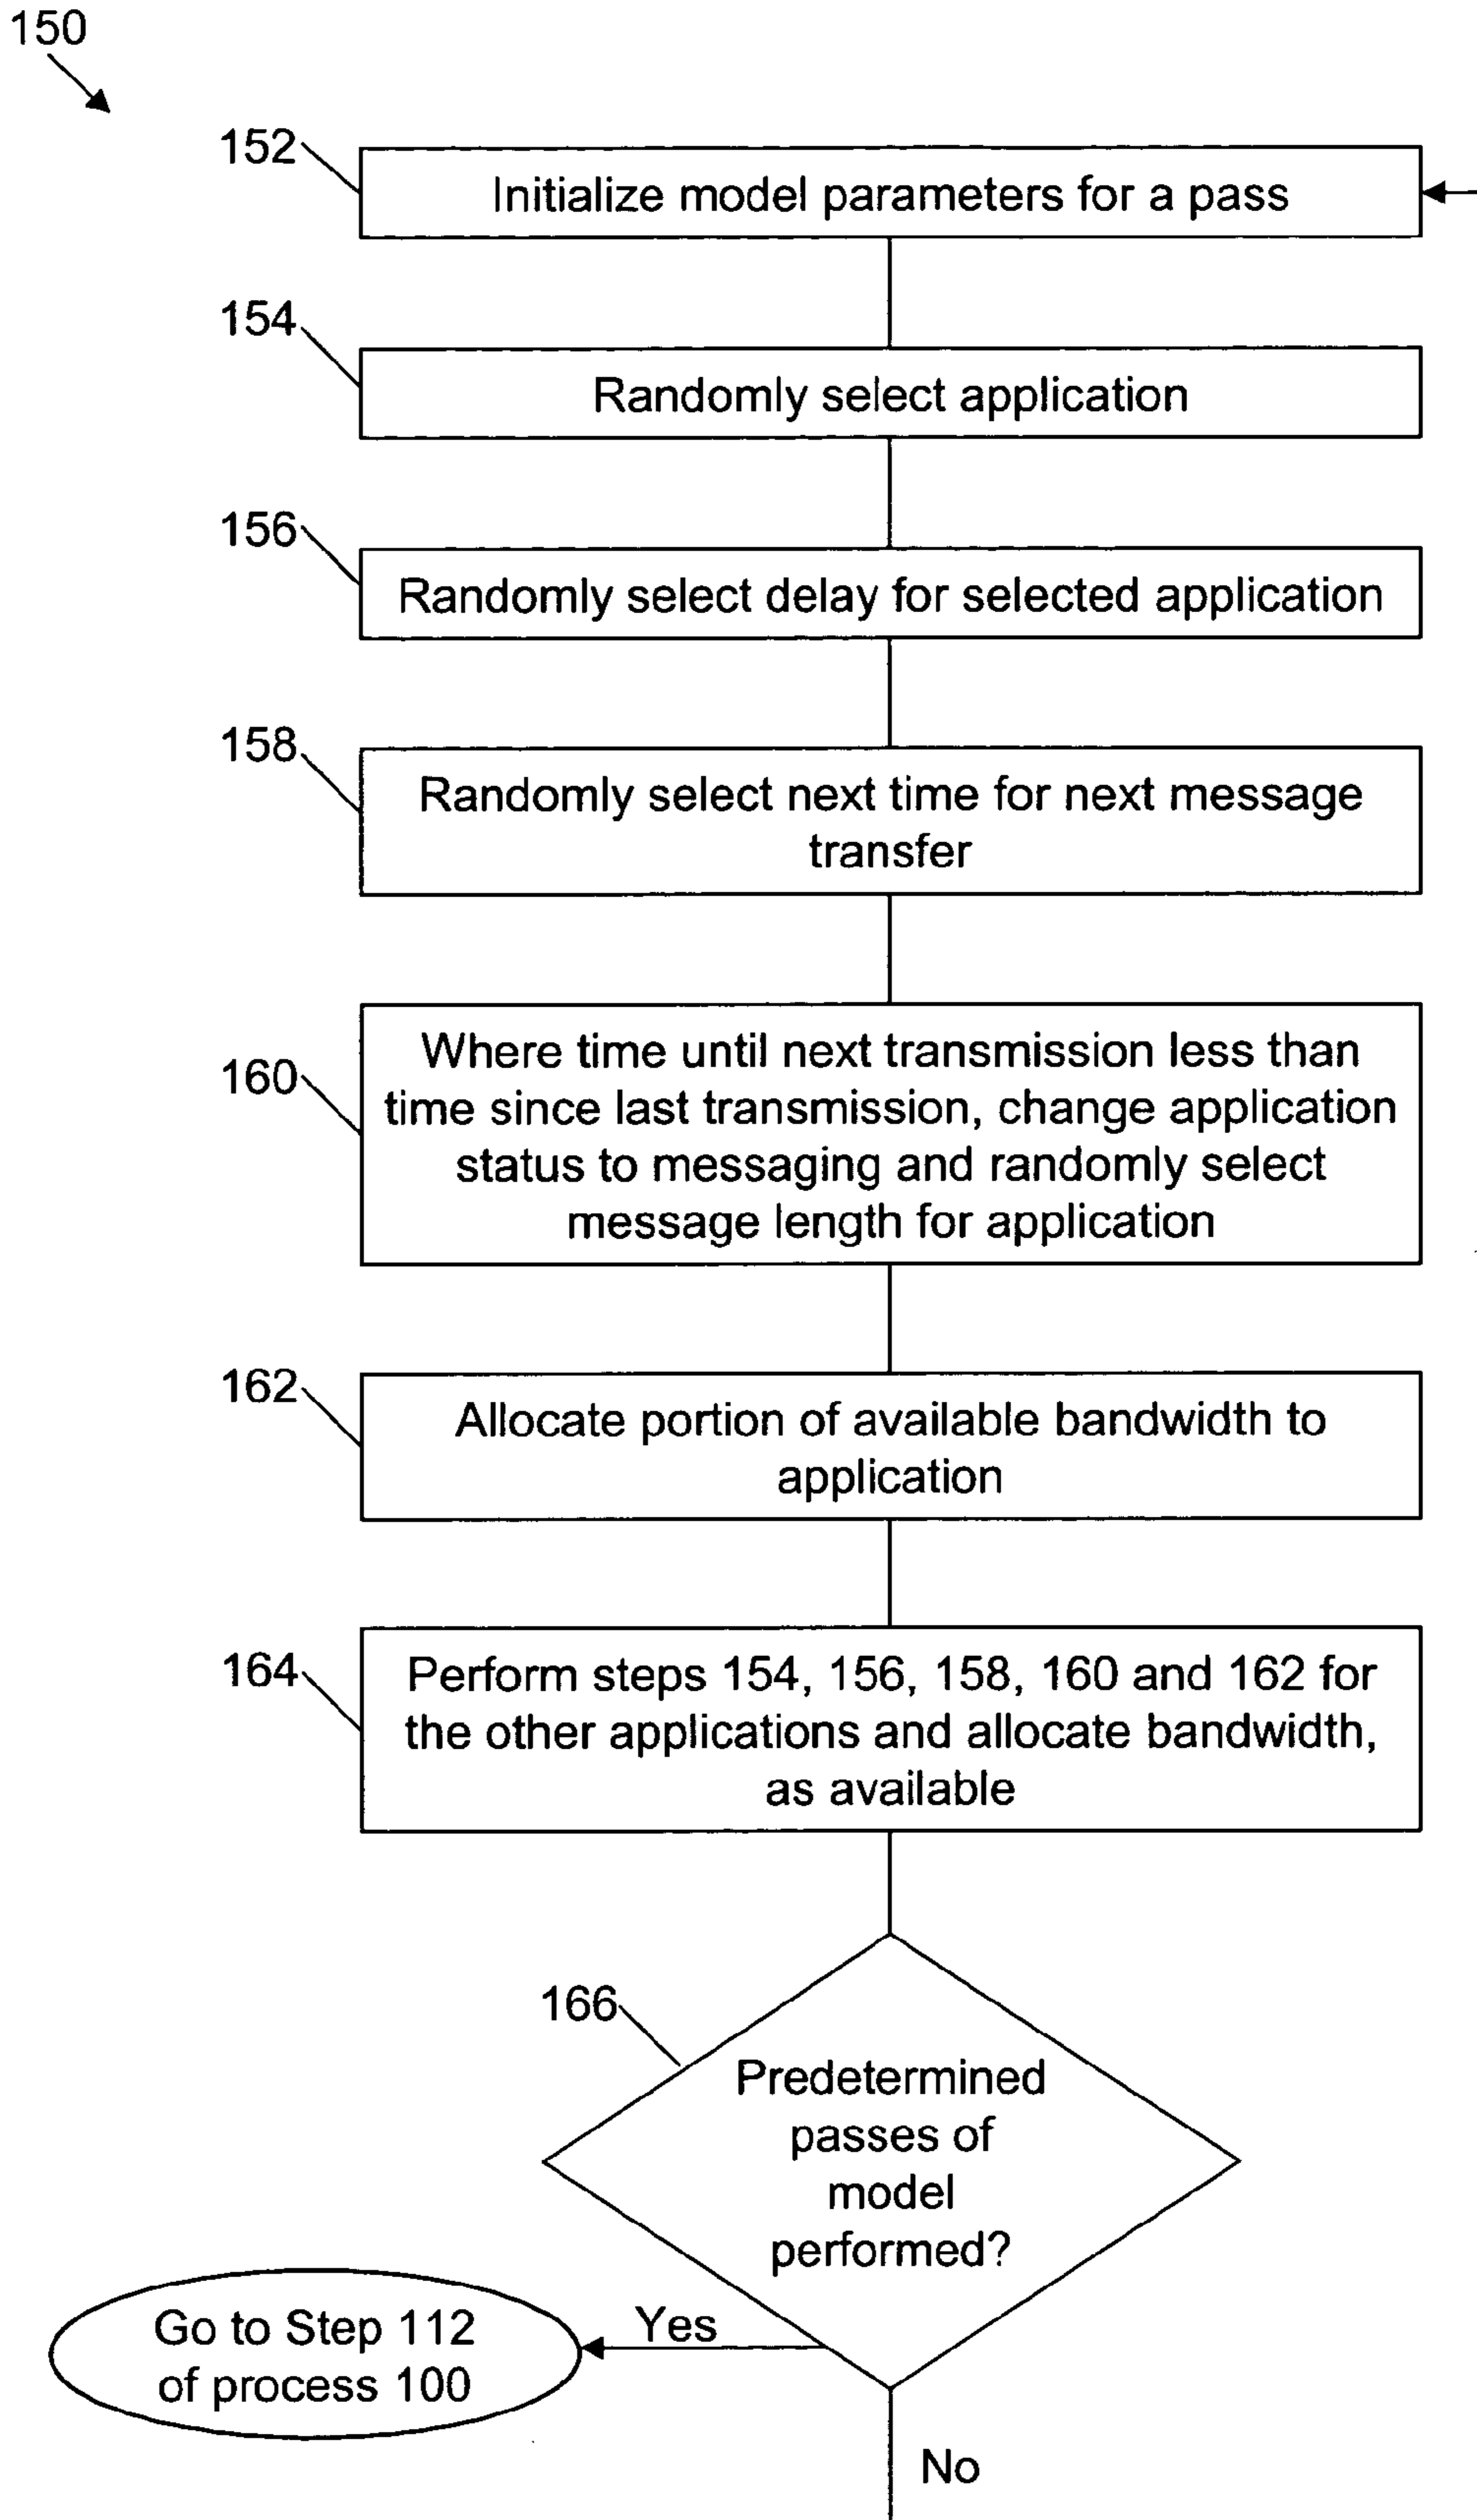 150
152
Initialize model parameters for a pass
154
Randomly select application
156
Randomly select delay for selected application
158
Randomly select next time for next message
transfer
160
Where time until next transmission less than
time since last transmission, change application
status to messaging and randomly select
message length for application
162
Allocate portion of available bandwidth to
application
164
Perform steps 154, 156, 158, 160 and 162 for
the other applications and allocate bandwidth,
as available
166
Predetermined
passes of
model
performed?
Yes
Go to Step 112
of process 100
No